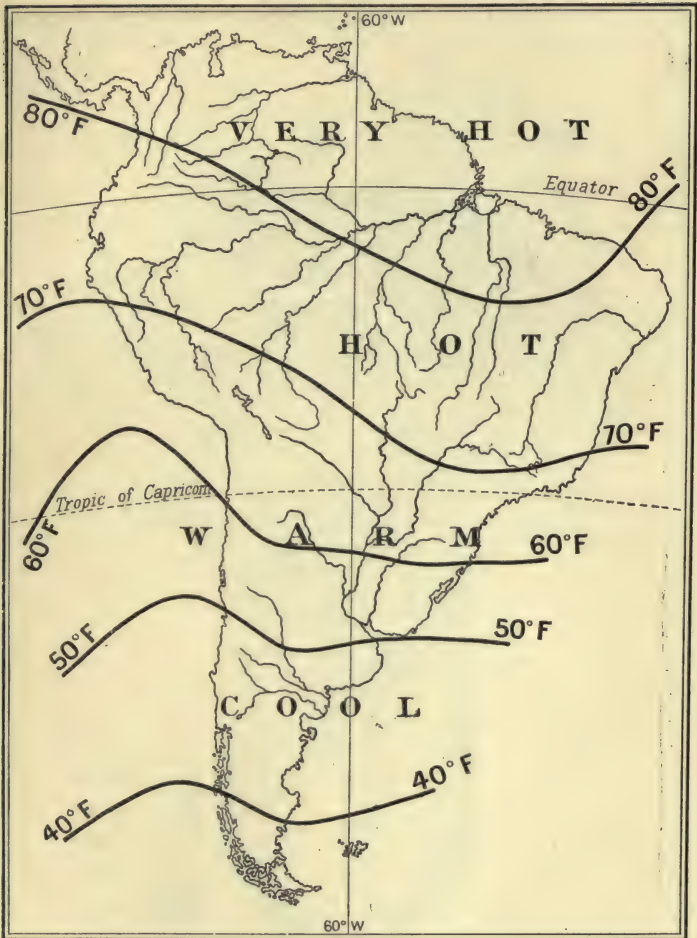 60°W
80°F
VERY HOT
Equator
80°F
70°F
HOT
70°F
Tropic of Capricorn
60°F
WARM
60°F
50°F
50°F
COOL
40°F
40°F
60°W